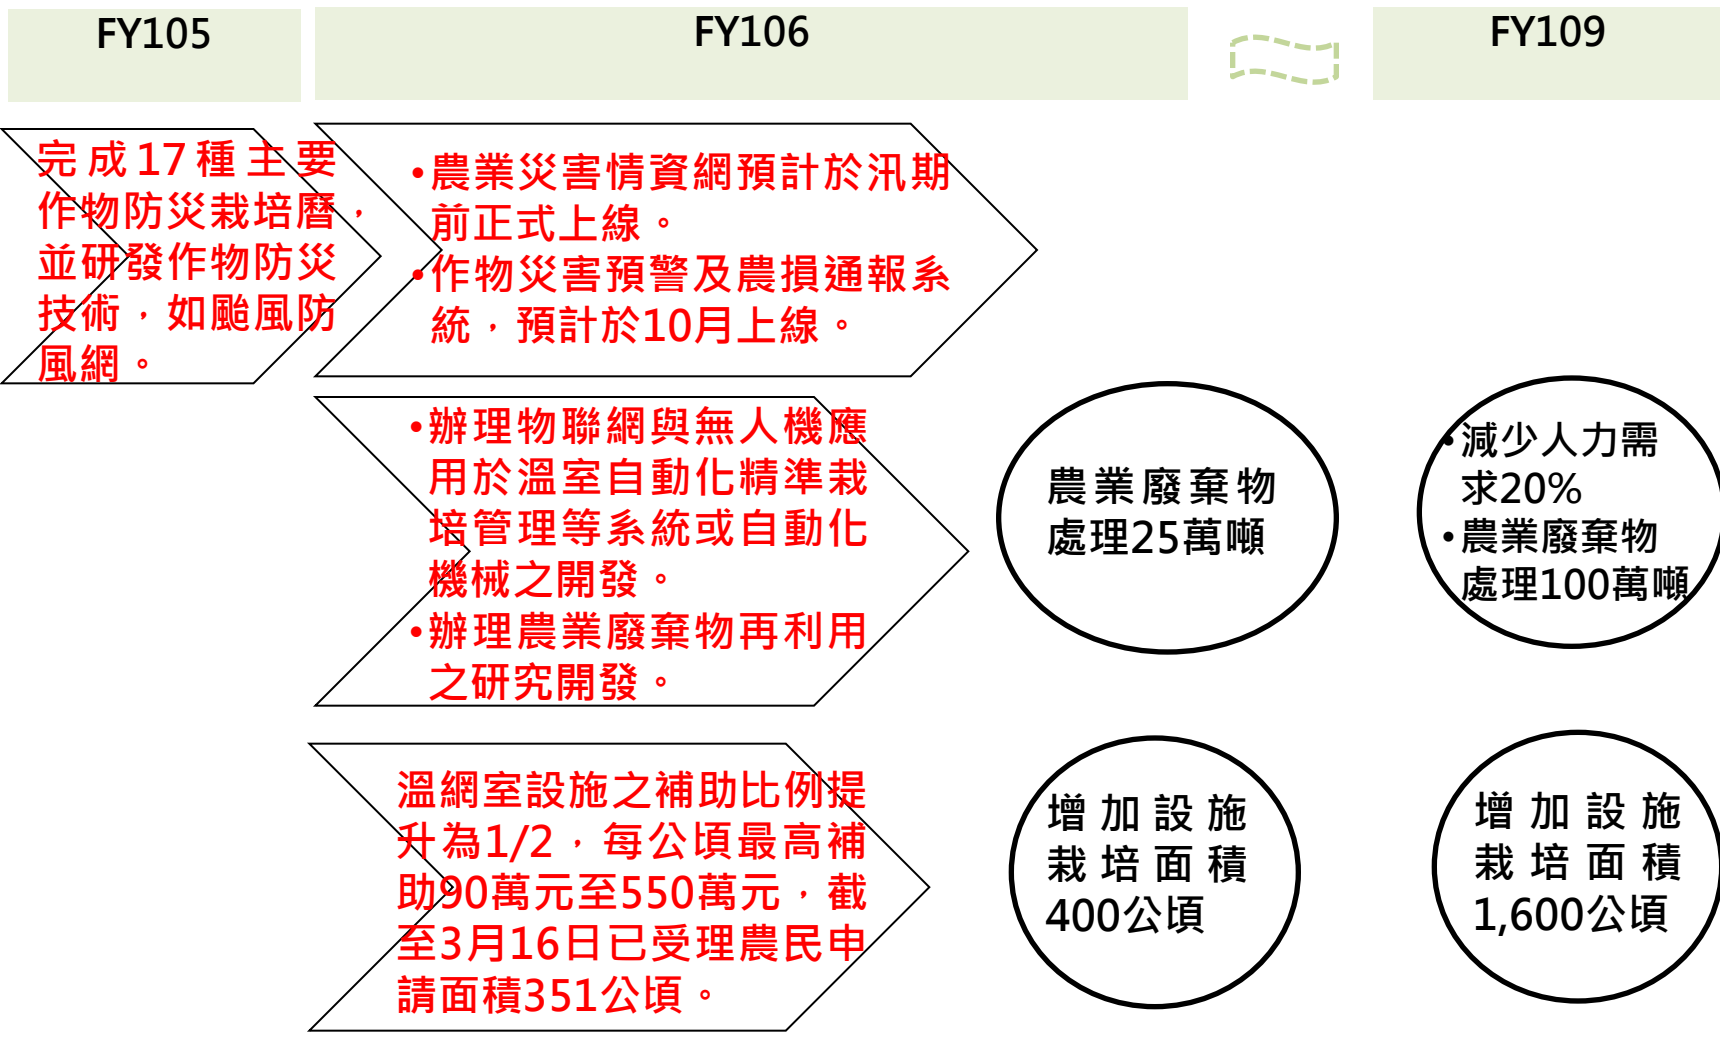 FY105
FY106
FY109
完成17種主要
作物防災栽培曆，
並研發作物防災
技術，如颱風防
風網。
•農業災害情資網預計於汛期
前正式上線。
•作物災害預警及農損通報系
統，預計於10月上線。
•辦理物聯網與無人機應
用於溫室自動化精準栽
培管理等系統或自動化
機械之開發。
•辦理農業廢棄物再利用
之研究開發。
農業廢棄物
處理25萬噸
•減少人力需
求20%
•農業廢棄物
處理100萬噸
溫網室設施之補助比例提
升為1/2，每公頃最高補
助90萬元至550萬元，截
至3月16日已受理農民申
請面積351公頃。
增加設施
栽培面積
400公頃
增加設施
栽培面積
1,600公頃